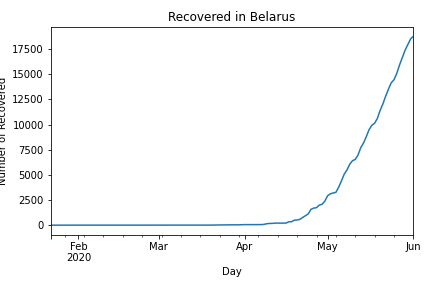 Recovered in Belarus
Number of Recovered
17500
15000
12500
10000
7500
5000
2500
0
Feb
2020
Mar
Apr
May
Jun
Day